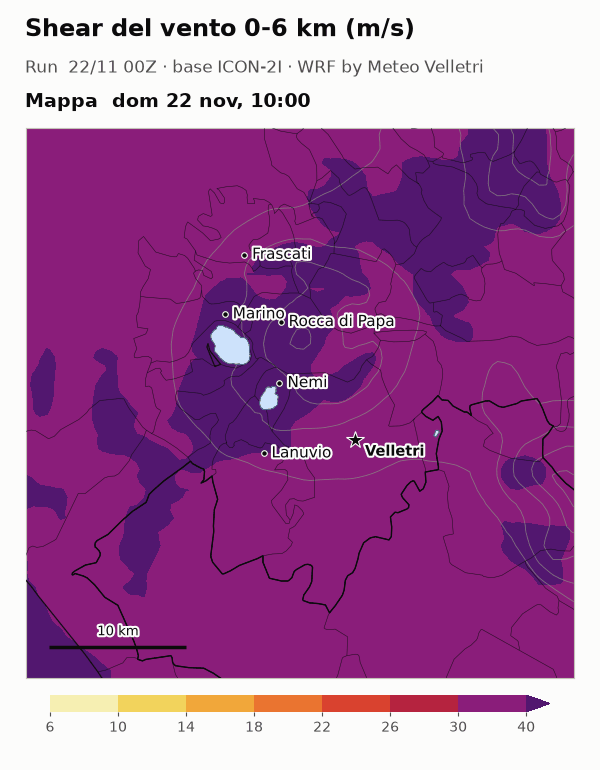 Shear del vento 0-6 km (m/s)
Run  22/11 00Z · base ICON-2I · WRF by Meteo Velletri
Mappa  dom 22 nov, 10:00
Frascati
Marino
Rocca di Papa
Nemi
Velletri
Lanuvio
10 km
6 10 14 18 22 26 30 40